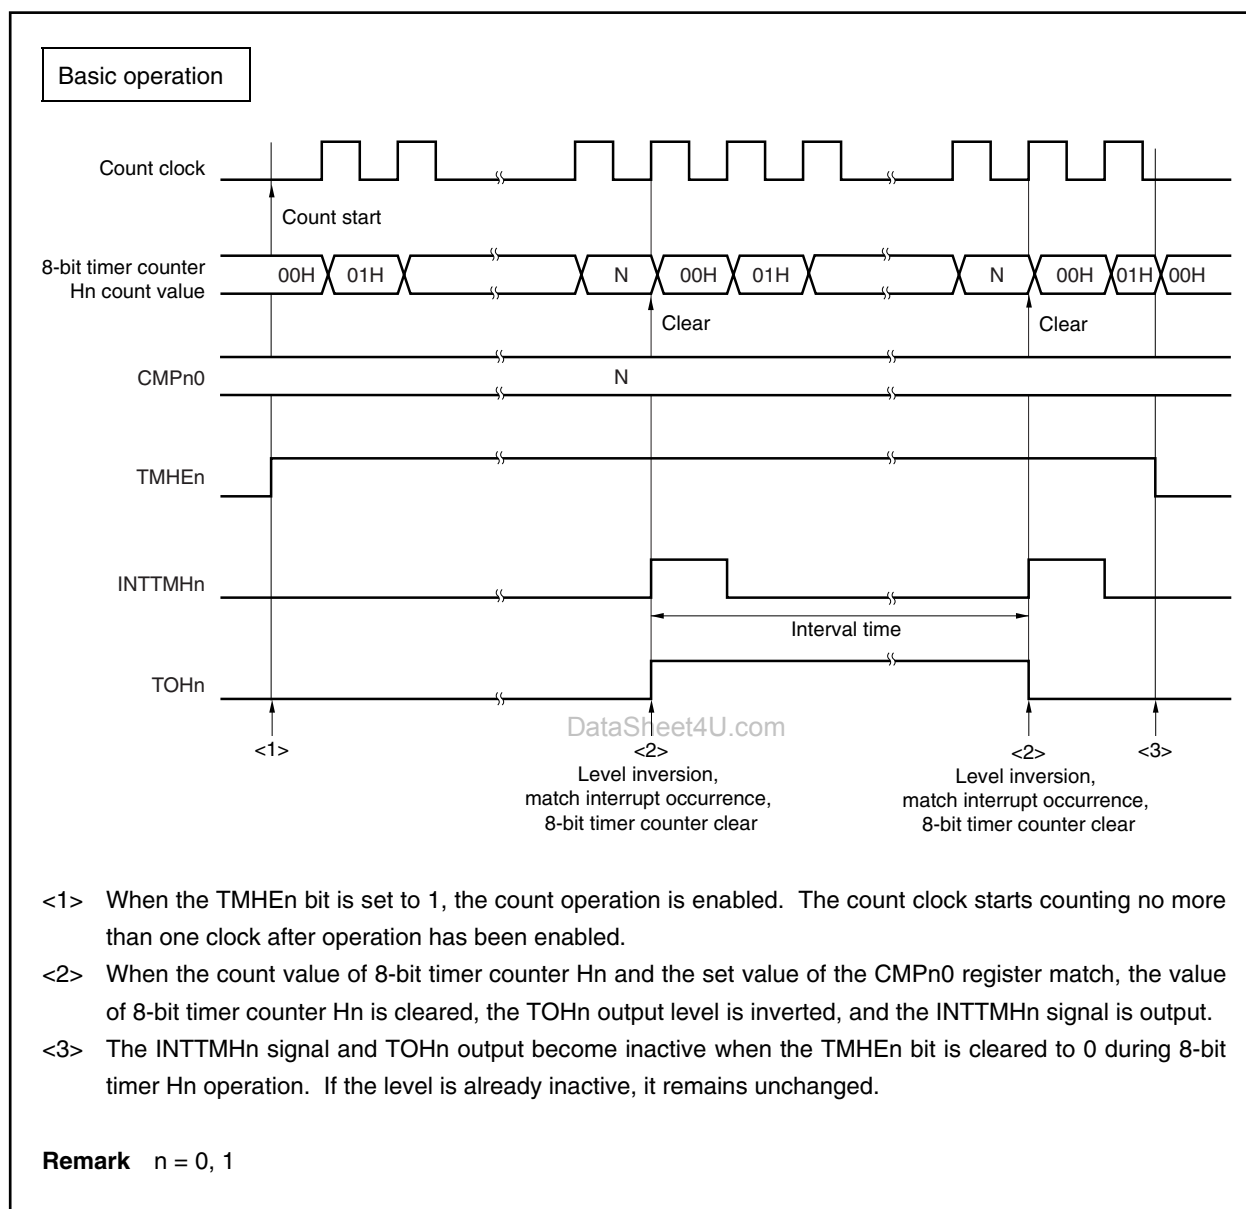 Basic operation
Count clock
Count start
8-bit timer counter
Hn count value
00H 01H N 00H 01H N 00H 01H 00H
Clear Clear
CMPn0 N
TMHEn
INTTMHn
Interval time
TOHn
DataSheet4U.com
<1> <2> <2> <3>
Level inversion,
match interrupt occurrence,
8-bit timer counter clear
Level inversion,
match interrupt occurrence,
8-bit timer counter clear
<1> When the TMHEn bit is set to 1, the count operation is enabled. The count clock starts counting no more
than one clock after operation has been enabled.
<2> When the count value of 8-bit timer counter Hn and the set value of the CMPn0 register match, the value
of 8-bit timer counter Hn is cleared, the TOHn output level is inverted, and the INTTMHn signal is output.
<3> The INTTMHn signal and TOHn output become inactive when the TMHEn bit is cleared to 0 during 8-bit
timer Hn operation. If the level is already inactive, it remains unchanged.
Remark n = 0, 1